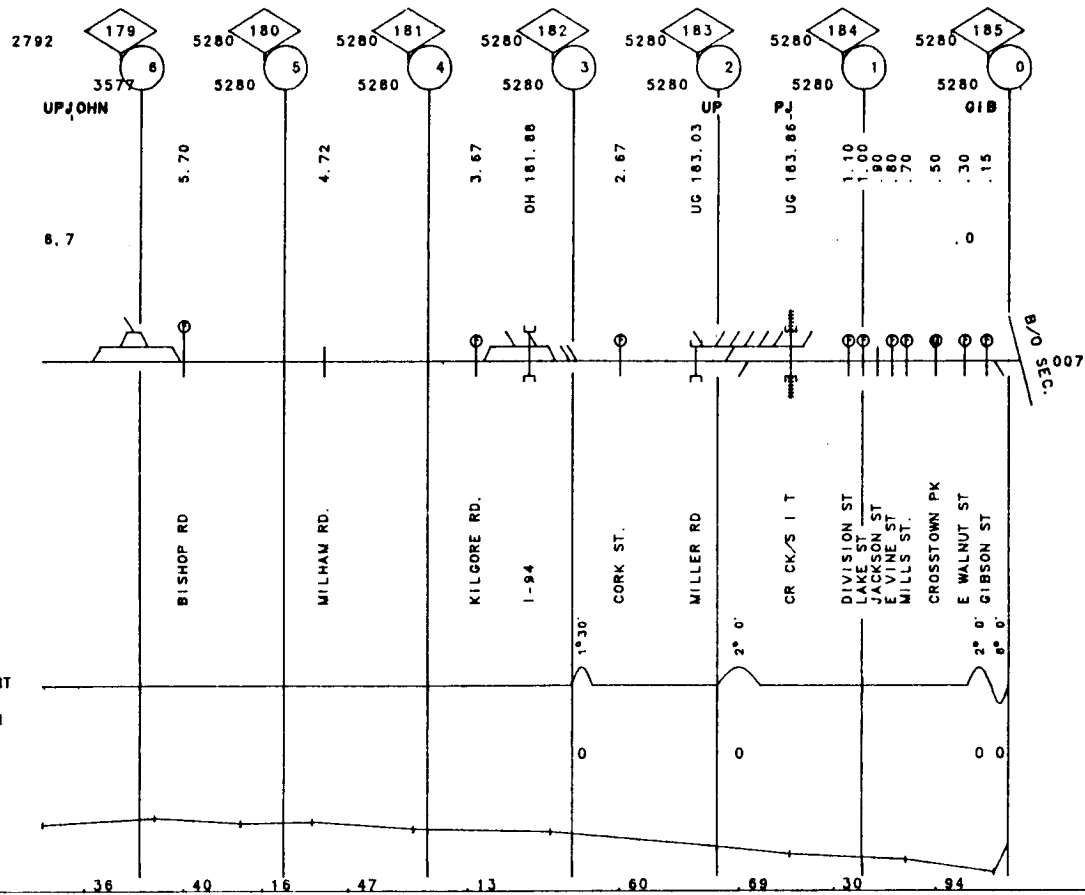 179 180 181 182 183 184 185
2792 5280 5280 5280 5280 5280
6 5 4 3 2 1 0
3577 5280 5280 5280 5280 5280 5280
UPJOHN UP PJ GIB
5.70 4.72 3.67 OH 181.88 2.67 UG 183.03 UG 183.86 1.10 1.00 .90 .80 .70 .50 .30 .15
6, 7 . 0
B/O SEC.
007
BISHOP RD
MILHAM RD.
KILGORE RD.
I-94
CORK ST.
MILLER RD
CR CK/S I T
DIVISION ST
LAKE ST
JACKSON ST
E VINE ST
MILLS ST.
CROSSTOWN PK
E WALNUT ST
GIBSON ST
1° 30' 2° 0' 2° 0' 8° 0'
0 0 0 0
.36 .40 .16 .47 .13 .60 .69 .30 .94